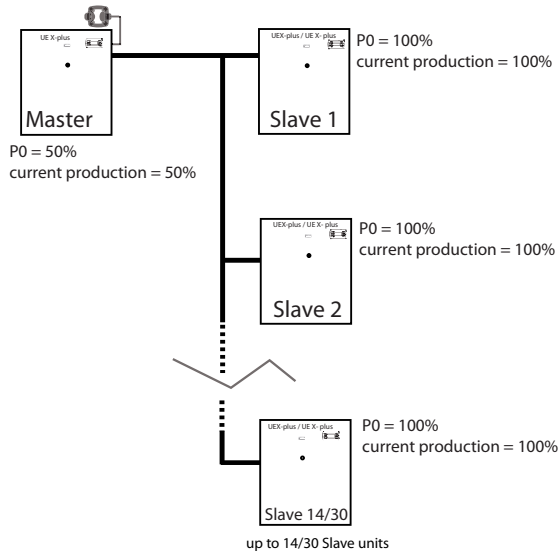 UE X-plus
Master
P0 = 50%
current production = 50%
UEX-plus / UE X- plus
Slave 1
P0 = 100%
current production = 100%
UEX-plus / UE X- plus
Slave 2
P0 = 100%
current production = 100%
UEX-plus / UE X- plus
Slave 14/30
P0 = 100%
current production = 100%
up to 14/30 Slave units